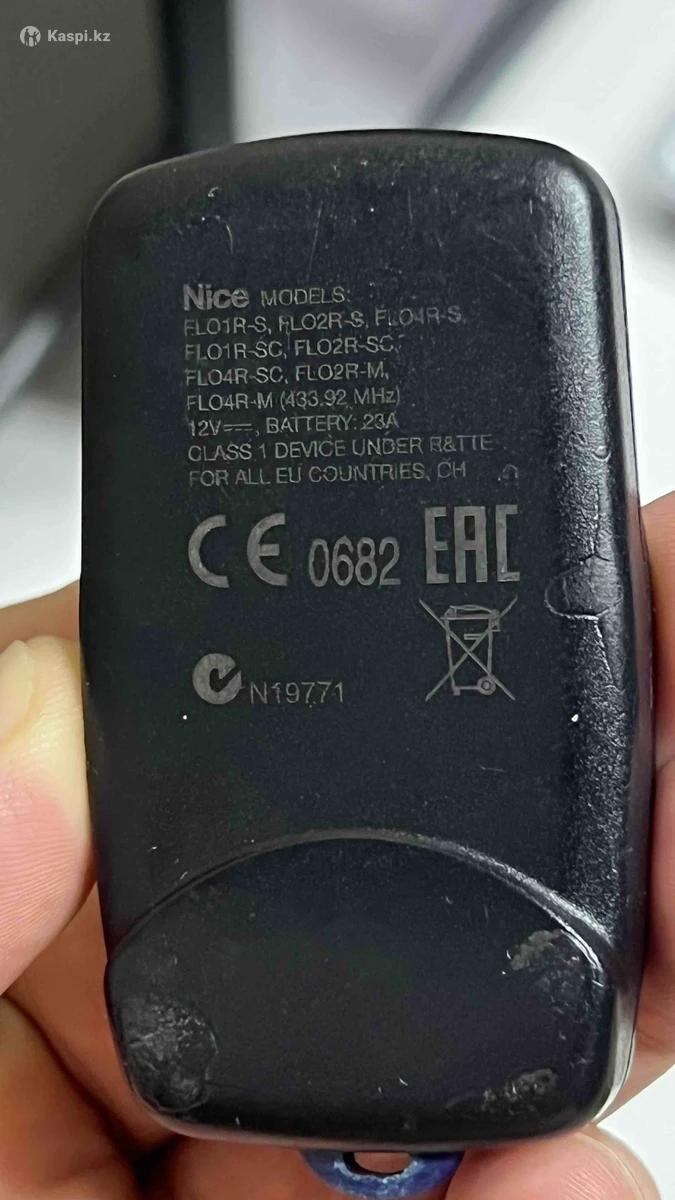 Kaspi.kz
Nice MODELS:
FLO1R-S, FLO2R-S, FLO4R-S,
FLO1R-SC, FLO2R-SC,
FLO4R-SC, FLO2R-M,
FLO4R-M (433.92 MHz)
12V⎓, BATTERY: 23A
CLASS 1 DEVICE UNDER R&TTE
FOR ALL EU COUNTRIES, CH
CE 0682 EAC
N19771